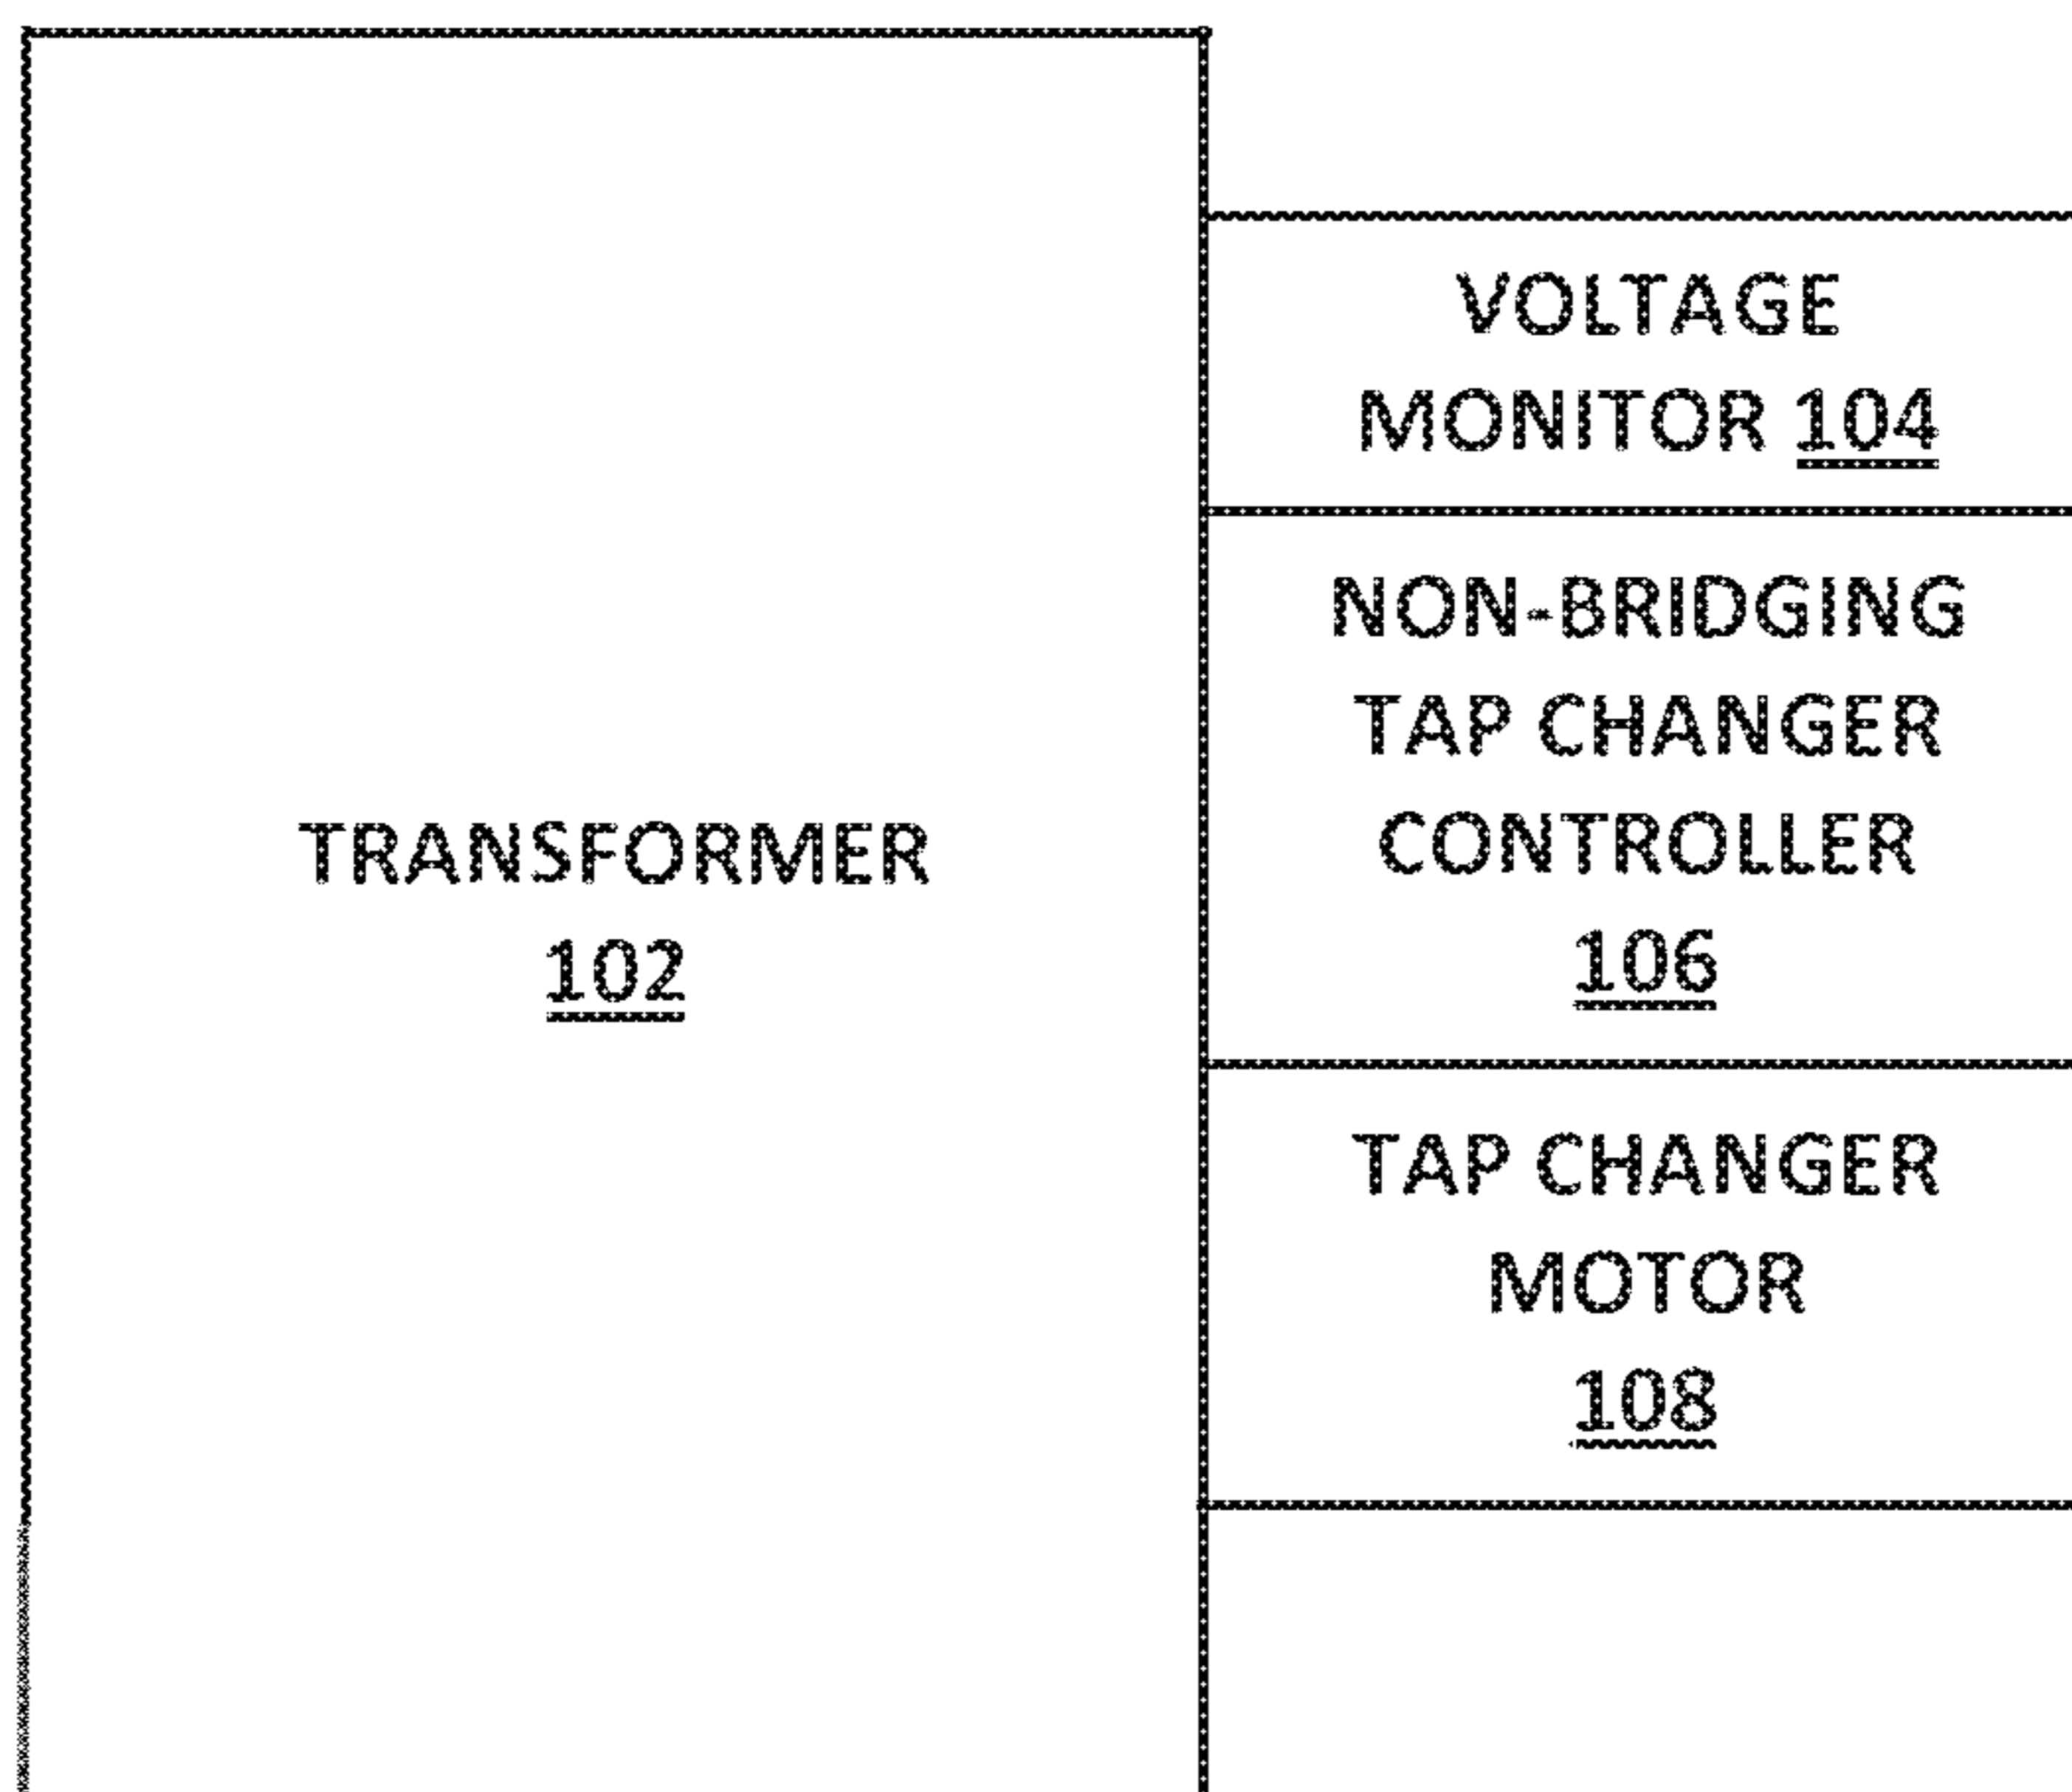 TRANSFORMER
102
VOLTAGE
MONITOR 104
NON-BRIDGING
TAP CHANGER
CONTROLLER
106
TAP CHANGER
MOTOR
108